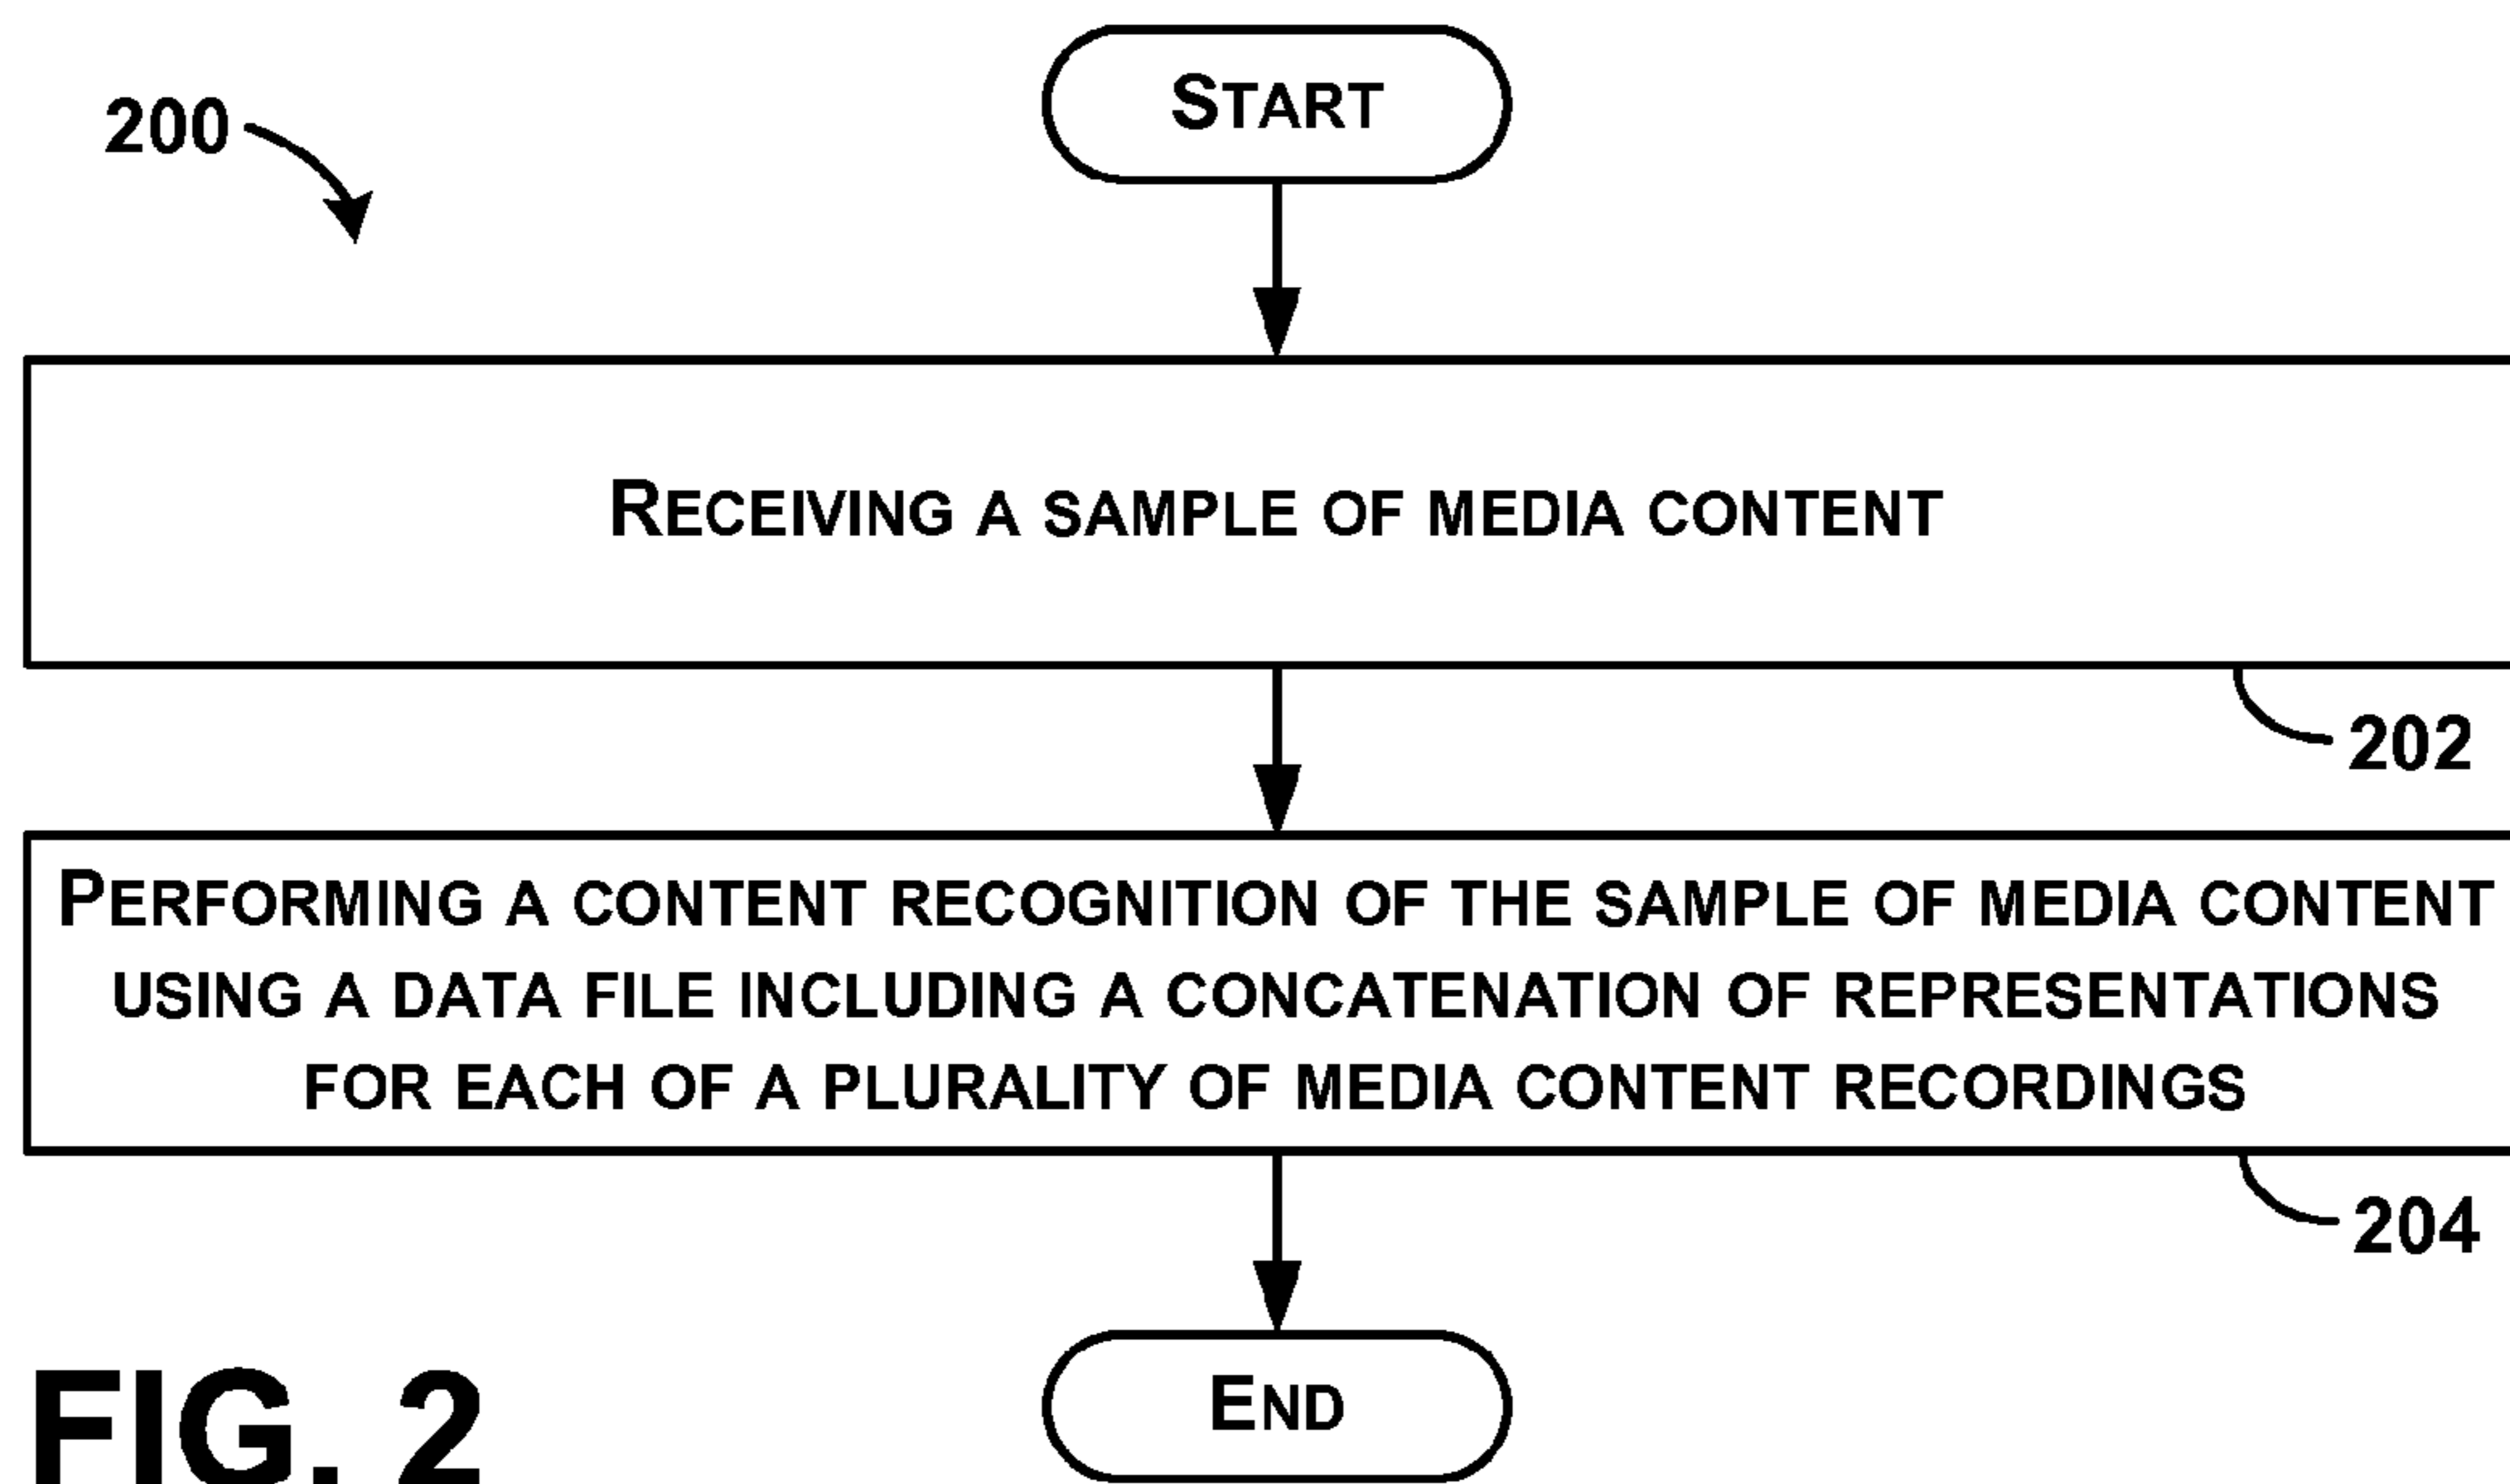 START
200
RECEIVING A SAMPLE OF MEDIA CONTENT
202
PERFORMING A CONTENT RECOGNITION OF THE SAMPLE OF MEDIA CONTENT
USING A DATA FILE INCLUDING A CONCATENATION OF REPRESENTATIONS
FOR EACH OF A PLURALITY OF MEDIA CONTENT RECORDINGS
204
END
FIG. 2